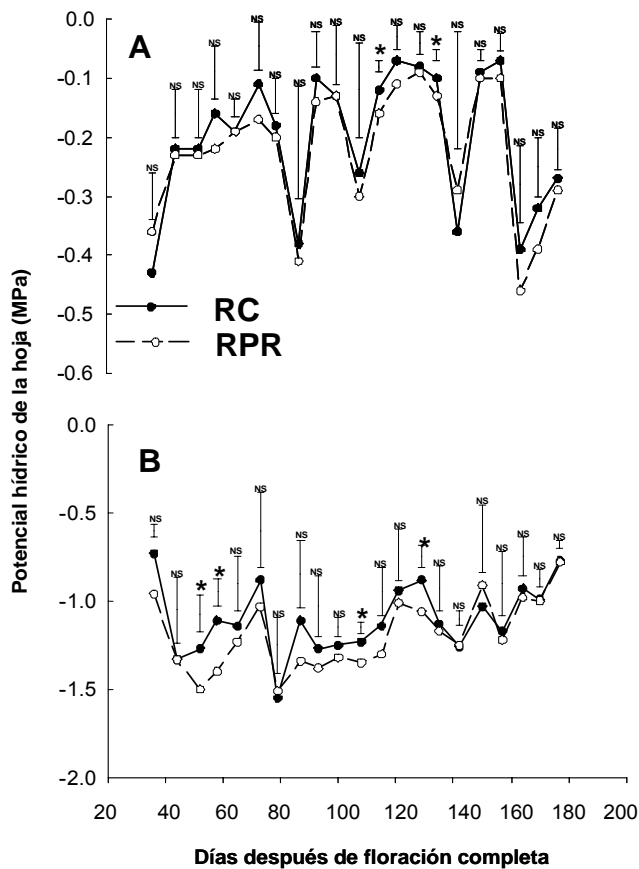 0.0
-0.1
-0.2
-0.3
-0.4
-0.5
-0.6
A
NS NS NS NS NS NS NS NS NS NS NS * NS NS * NS NS NS NS NS NS
RC
RPR
Potencial hídrico de la hoja (MPa)
0.0
-0.5
-1.0
-1.5
-2.0
B
NS NS * * NS NS NS NS NS NS * NS NS * NS NS NS NS NS NS NS
20 40 60 80 100 120 140 160 180 200
Días después de floración completa